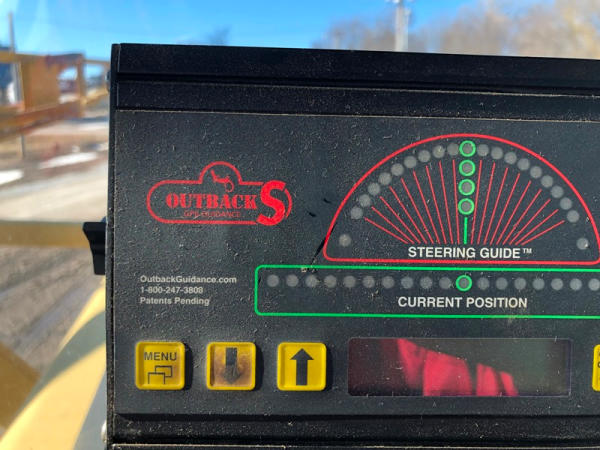 OUTBACK S
GPS GUIDANCE
STEERING GUIDE™
OutbackGuidance.com
1-800-247-3808
Patents Pending
CURRENT POSITION
MENU